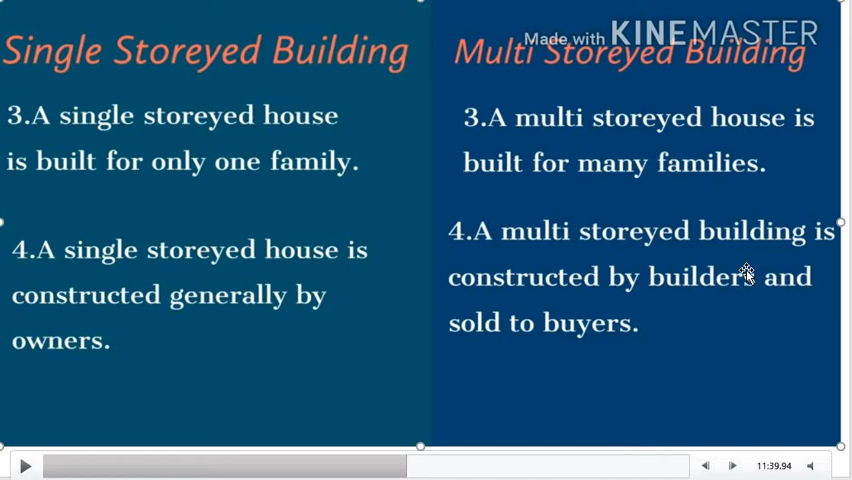 Single Storeyed Building
3.A single storeyed house
is built for only one family.
4.A single storeyed house is
constructed generally by
owners.
Made with KINEMASTER
Multi Storeyed Building
3.A multi storeyed house is
built for many families.
4.A multi storeyed building is
constructed by builders and
sold to buyers.
11:39.94